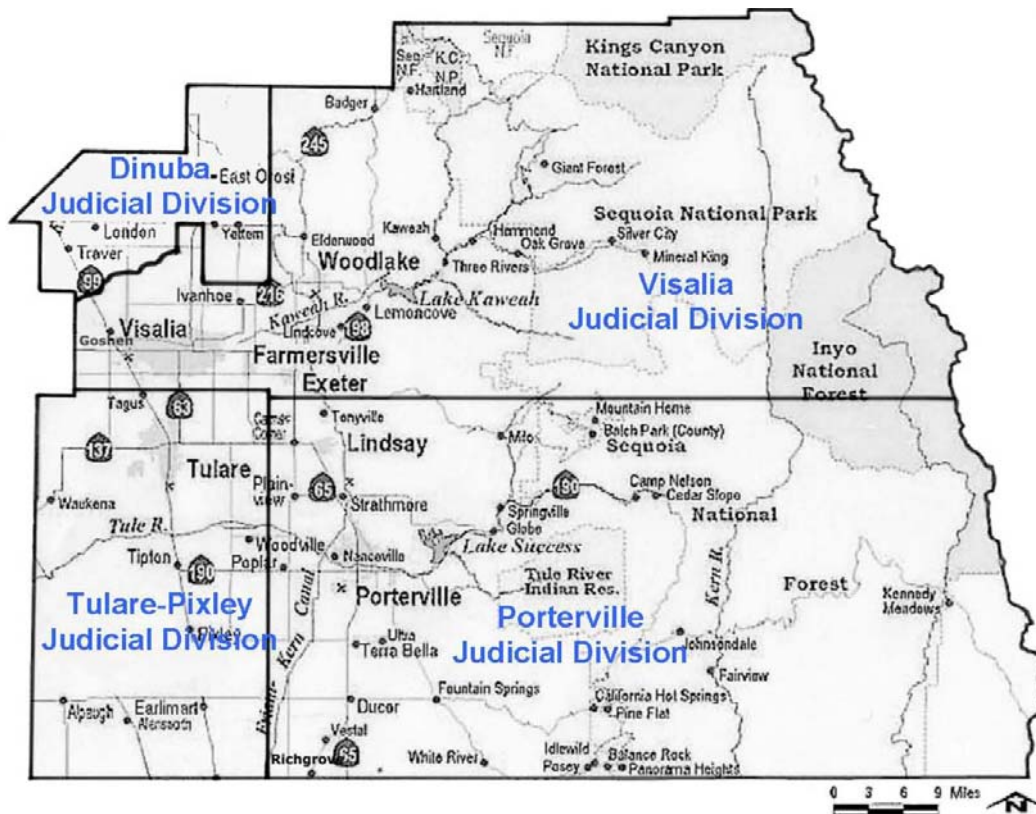 Kings Canyon
National Park
Sequoia
N.F.
Seq
N.F.
K.C.
N.P.
Hartland
Badger
245
Giant Forest
Dinuba
Judicial Division
East Orosi
London
Yettem
Traver
99
Elderwood
Kaweah
Hammond
Oak Grove
Three Rivers
Sequoia National Park
Silver City
Mineral King
Woodlake
Ivanhoe
216
Kaweah R.
Lake Kaweah
Lemoncove
Lindcove
198
Visalia
Judicial Division
Visalia
Goshen
Farmersville
Exeter
Inyo
National
Forest
Tagus
63
Tonyville
Lindsay
Mountain Home
Balch Park (County)
Milo
Sequoia
137
Tulare
Plain-
view
65
Strathmore
Waukena
190
Camp Nelson
Cedar Slope
Springville
Globe
National
Tule R.
Woodville
Lake Success
Tipton
190
Poplar
Tule River
Indian Res.
Kern R.
Forest
Kennedy
Meadows
Porterville
Tulare-Pixley
Judicial Division
Pixley
Porterville
Judicial Division
Kern
Canal
Terra Bella
Johnsondale
Fairview
Alpaugh
Earlimart
Ducor
Fountain Springs
California Hot Springs
Pine Flat
Vestal
Richgrove
65
White River
Idlewild
Posey
Balance Rock
Panorama Heights
0 3 6 9 Miles
N